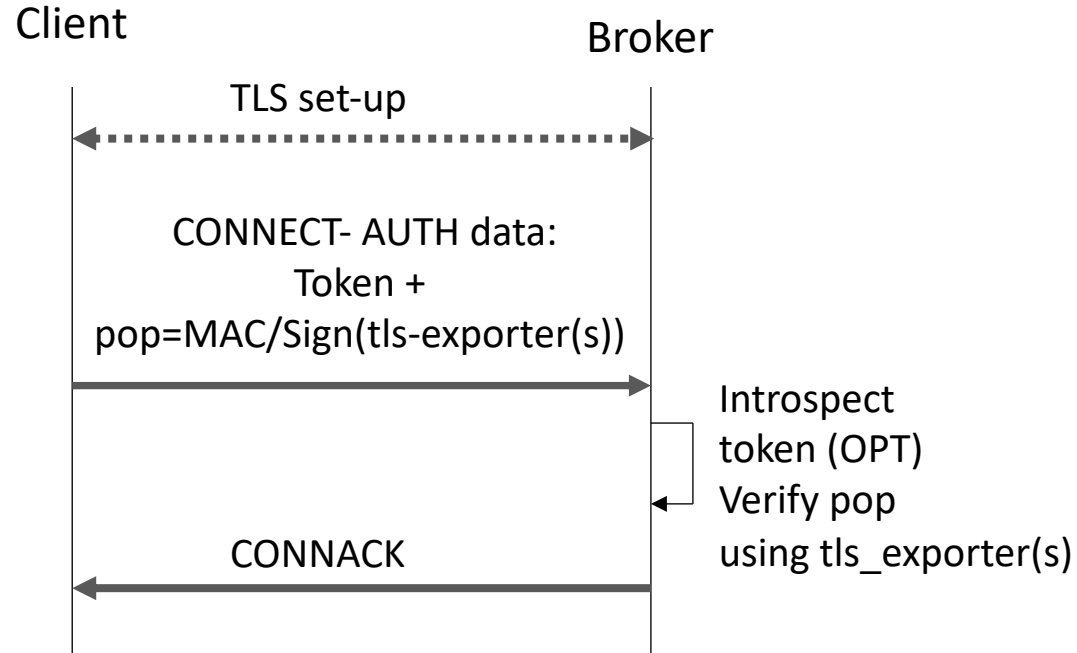 Client
Broker
TLS set-up
CONNECT- AUTH data:
Token +
pop=MAC/Sign(tls-exporter(s))
Introspect
token (OPT)
Verify pop
using tls_exporter(s)
CONNACK